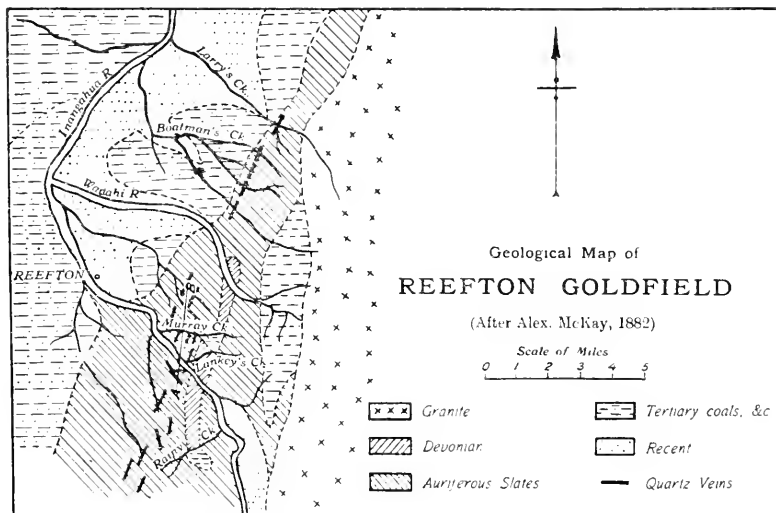 Inangahua R
Larry's Ck.
Boatman's Ck
REEFTON
Murray Ck
Lankey's Ck
Geological Map of
REEFTON GOLDFIELD
(After Alex. McKay, 1882)
Scale of Miles
0 1 2 3 4 5
Granite
Tertiary coals, &c
Devonian
Recent
Auriferous Slates
Quartz Veins